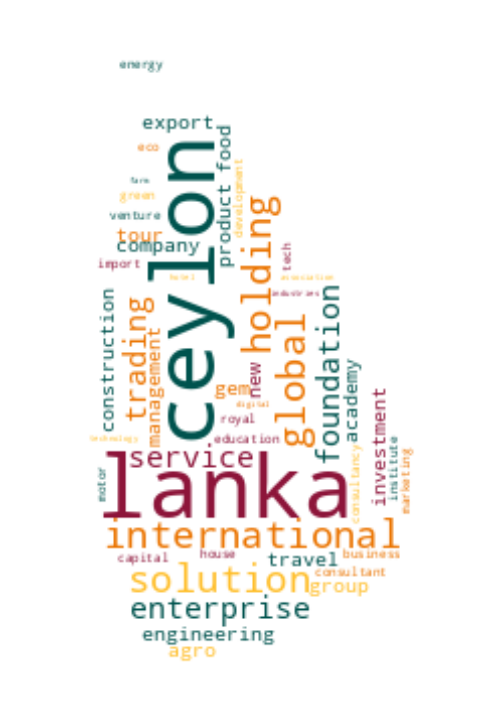 energy
export
eco
ceylon
product food
development
farm
green
venture
tour
company
import
hotel
holding
tech
association
industries
construction
trading
management
global
foundation
gem
new
digital
royal
academy
investment
technology
education
service
motor
lanka
consultancy
institute
marketing
international
capital
house
travel
business
solution
consultant
group
enterprise
engineering
agro